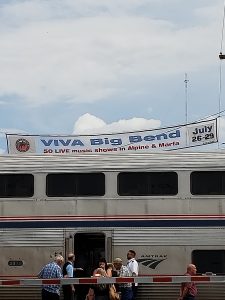 VIVA Big Bend
50 LIVE music shows in Alpine & Marfa
July
26-29
AMTRAK